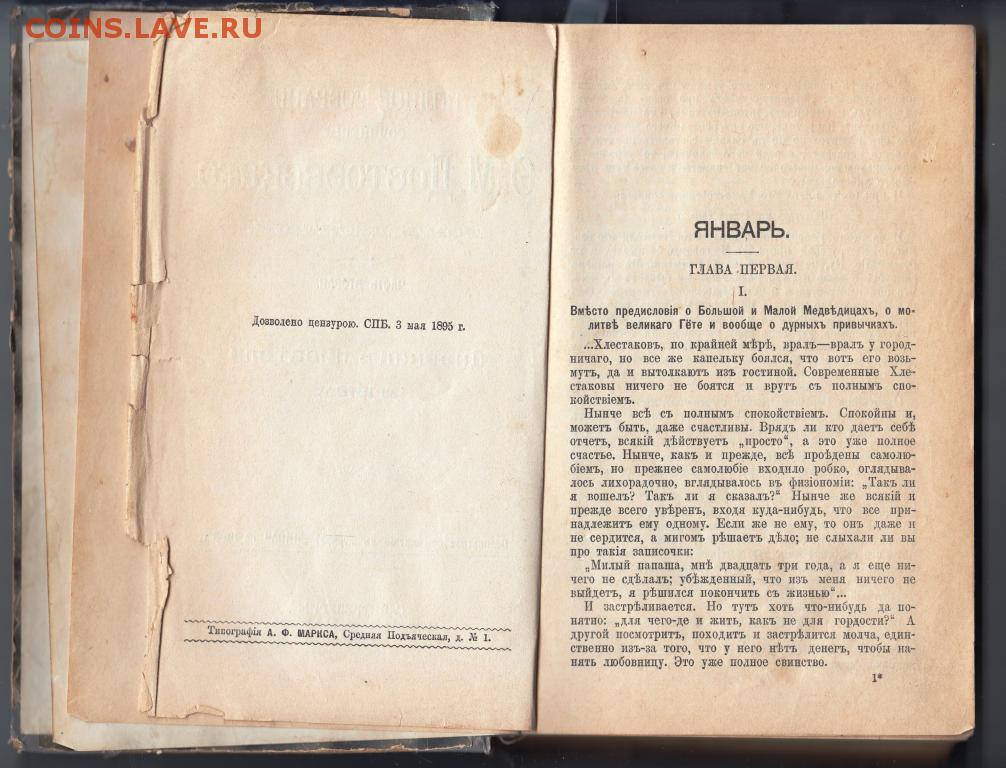 COINS.LAVE.RU
Дозволено цензурою. СПБ. 3 мая 1895 г.
Типографія А. Ф. МАРКСА, Средняя Подъяческая, д. № 1.
ЯНВАРЬ.
ГЛАВА ПЕРВАЯ.
I.
Вмѣсто предисловія о Большой и Малой Медвѣдицахъ, о мо-
литвѣ великаго Гёте и вообще о дурныхъ привычкахъ.
...Хлестаковъ, по крайней мѣрѣ, вралъ—вралъ у город-
ничаго, но все же капельку боялся, что вотъ его возь-
мутъ, да и вытолкаютъ изъ гостиной. Современные Хле-
стаковы ничего не боятся и врутъ съ полнымъ спо-
койствіемъ.
Нынче всѣ съ полнымъ спокойствіемъ. Спокойны и,
можетъ быть, даже счастливы. Врядъ ли кто даетъ себѣ
отчетъ, всякій дѣйствуетъ „просто“, а это уже полное
счастье. Нынче, какъ и прежде, всѣ проѣдены самолю-
біемъ, но прежнее самолюбіе входило робко, оглядыва-
лось лихорадочно, вглядывалось въ физіономіи: „Такъ ли
я вошелъ? Такъ ли я сказалъ?“ Нынче же всякій и
прежде всего увѣренъ, входя куда-нибудь, что все при-
надлежитъ ему одному. Если же не ему, то онъ даже и
не сердится, а мигомъ рѣшаетъ дѣло; не слыхали ли вы
про такія записочки:
„Милый папаша, мнѣ двадцать три года, а я еще ни-
чего не сдѣлалъ; убѣжденный, что изъ меня ничего не
выйдетъ, я рѣшился покончить съ жизнью“...
И застрѣливается. Но тутъ хоть что-нибудь да по-
нятно: „для чего-де и жить, какъ не для гордости?“ А
другой посмотритъ, походитъ и застрѣлится молча, един-
ственно изъ-за того, что у него нѣтъ денегъ, чтобы на-
нять любовницу. Это уже полное свинство.
1*